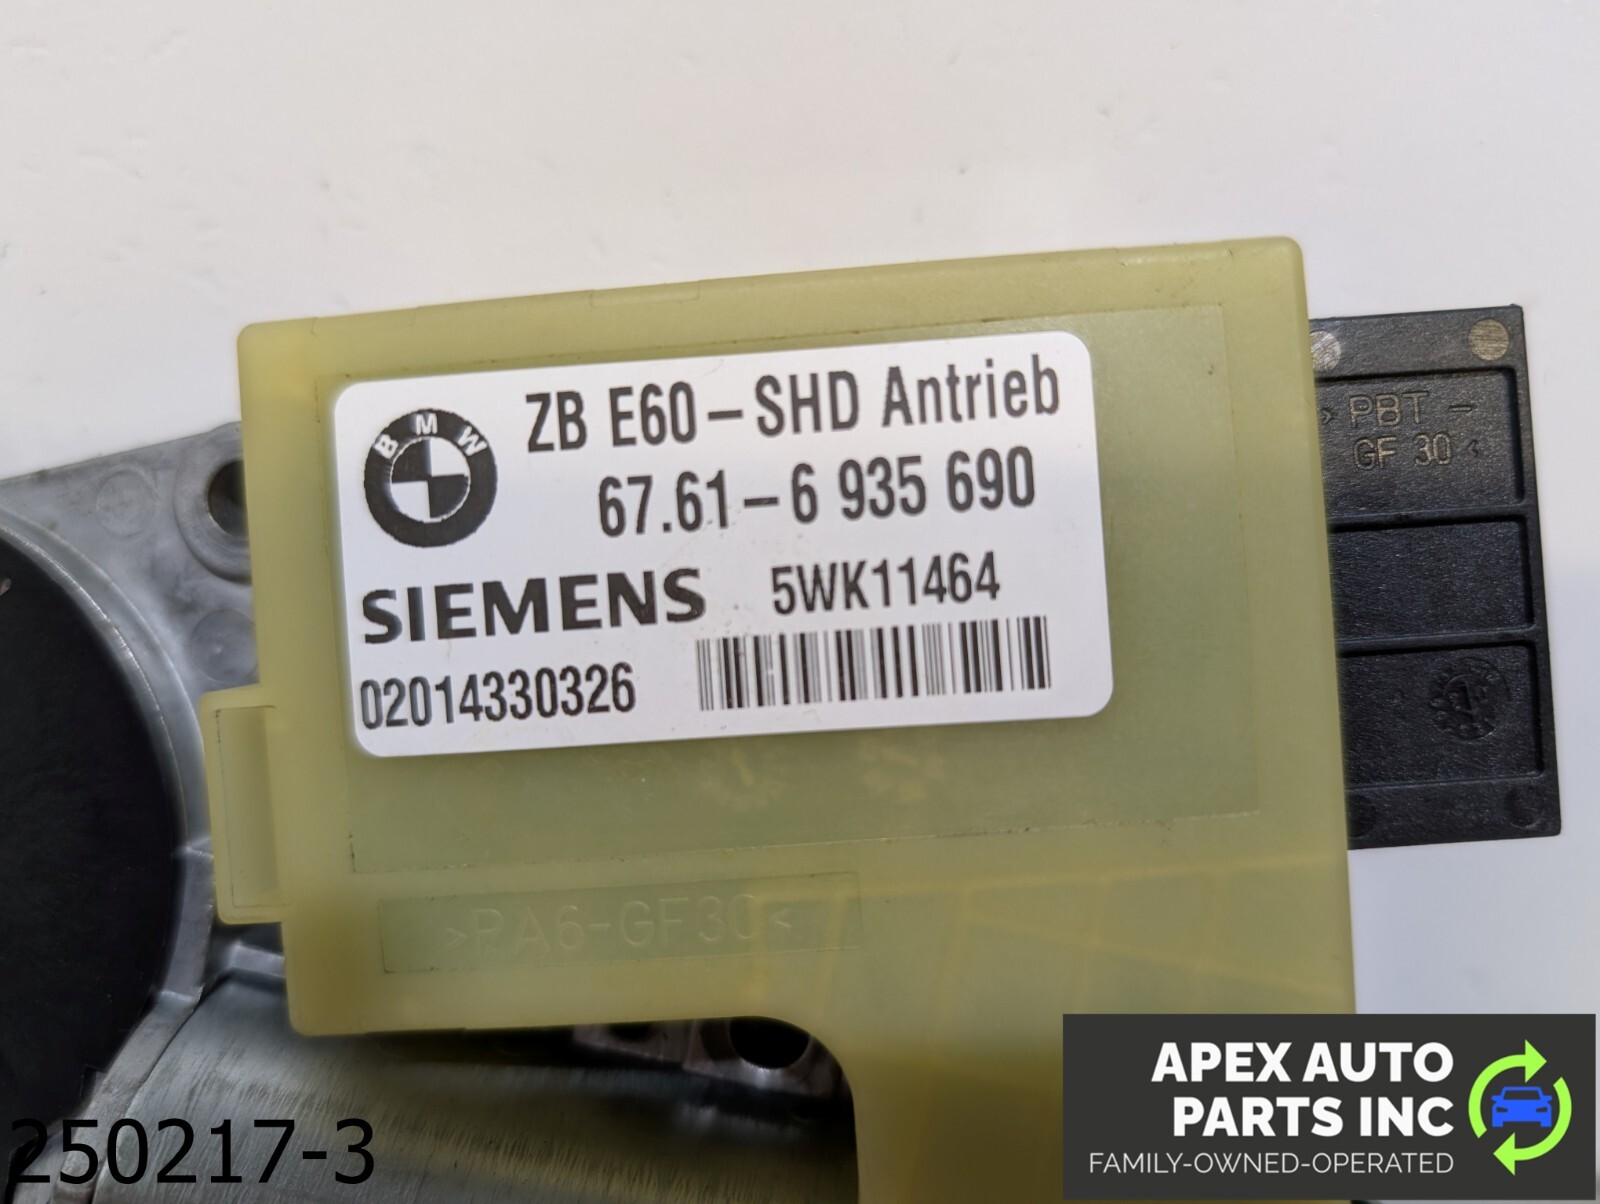 BMW
ZB E60-SHD Antrieb
67.61-6 935 690
SIEMENS 5WK11464
02014330326
>PBT-
GF 30<
>PA6-GF30<
250217-3
APEX AUTO
PARTS INC
FAMILY-OWNED-OPERATED